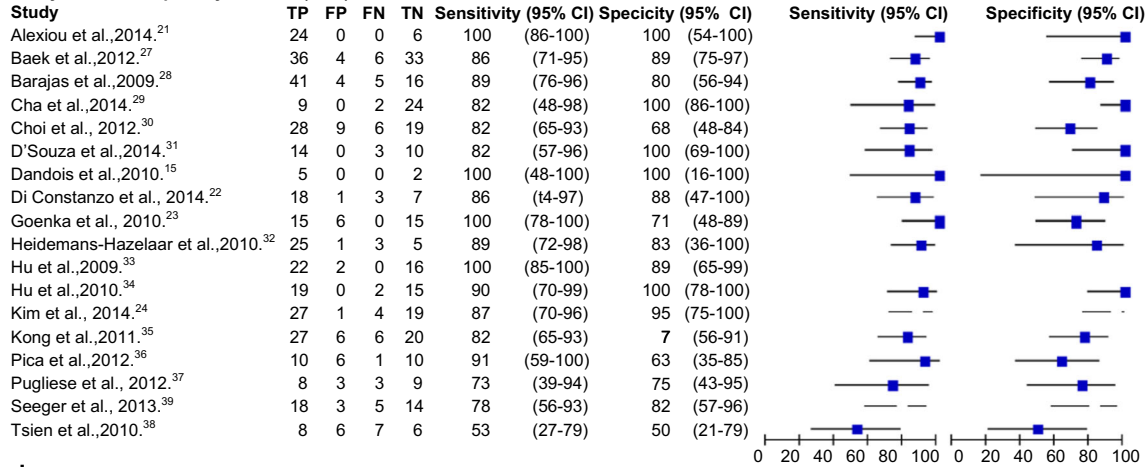 Study TP FP FN TN Sensitivity (95% CI) Specicity (95% CI) Sensitivity (95% CI) Specificity (95% CI)
Alexiou et al.,2014.21 24 0 0 6 100 (86-100) 100 (54-100)
Baek et al.,2012.27 36 4 6 33 86 (71-95) 89 (75-97)
Barajas et al.,2009.28 41 4 5 16 89 (76-96) 80 (56-94)
Cha et al.,2014.29 9 0 2 24 82 (48-98) 100 (86-100)
Choi et al., 2012.30 28 9 6 19 82 (65-93) 68 (48-84)
D'Souza et al.,2014.31 14 0 3 10 82 (57-96) 100 (69-100)
Dandois et al.,2010.15 5 0 0 2 100 (48-100) 100 (16-100)
Di Constanzo et al., 2014.22 18 1 3 7 86 (t4-97) 88 (47-100)
Goenka et al., 2010.23 15 6 0 15 100 (78-100) 71 (48-89)
Heidemans-Hazelaar et al.,2010.32 25 1 3 5 89 (72-98) 83 (36-100)
Hu et al.,2009.33 22 2 0 16 100 (85-100) 89 (65-99)
Hu et al.,2010.34 19 0 2 15 90 (70-99) 100 (78-100)
Kim et al., 2014.24 27 1 4 19 87 (70-96) 95 (75-100)
Kong et al.,2011.35 27 6 6 20 82 (65-93) 7 (56-91)
Pica et al.,2012.36 10 6 1 10 91 (59-100) 63 (35-85)
Pugliese et al., 2012.37 8 3 3 9 73 (39-94) 75 (43-95)
Seeger et al., 2013.39 18 3 5 14 78 (56-93) 82 (57-96)
Tsien et al.,2010.38 8 6 7 6 53 (27-79) 50 (21-79)
0 20 40 60 80 100 0 20 40 60 80 100